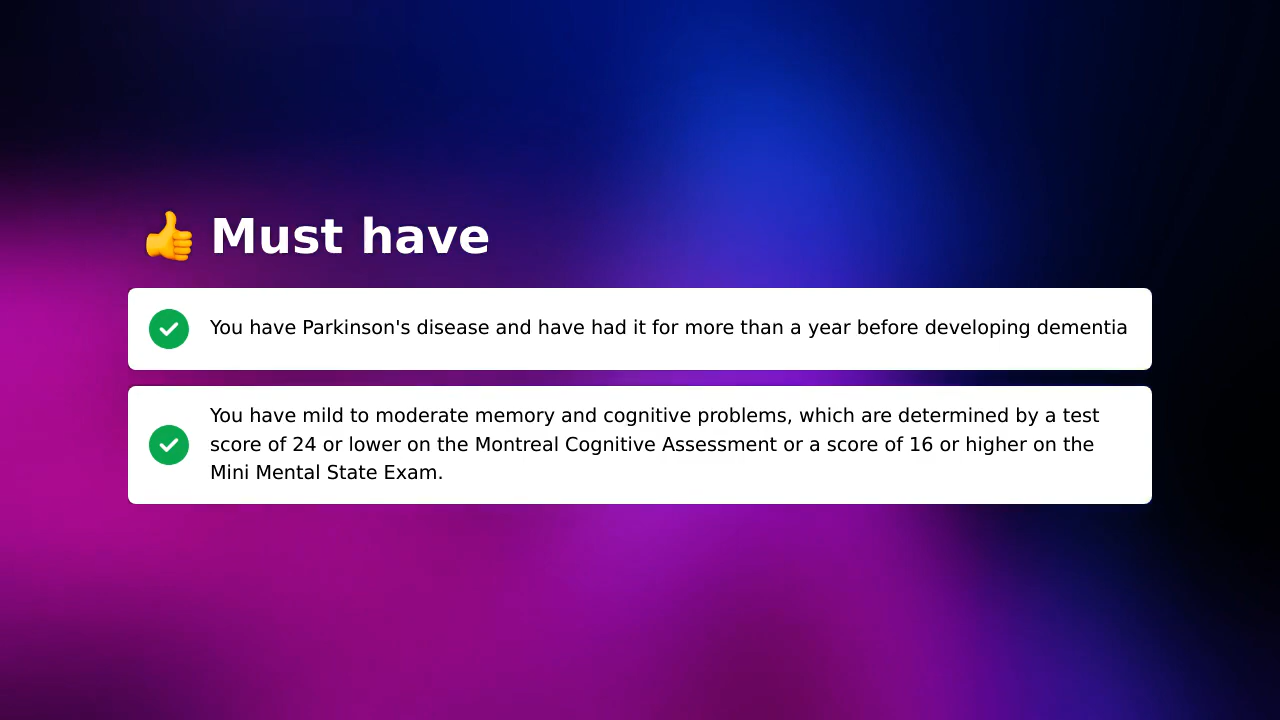 👍 Must have
You have Parkinson's disease and have had it for more than a year before developing dementia
You have mild to moderate memory and cognitive problems, which are determined by a test
score of 24 or lower on the Montreal Cognitive Assessment or a score of 16 or higher on the
Mini Mental State Exam.